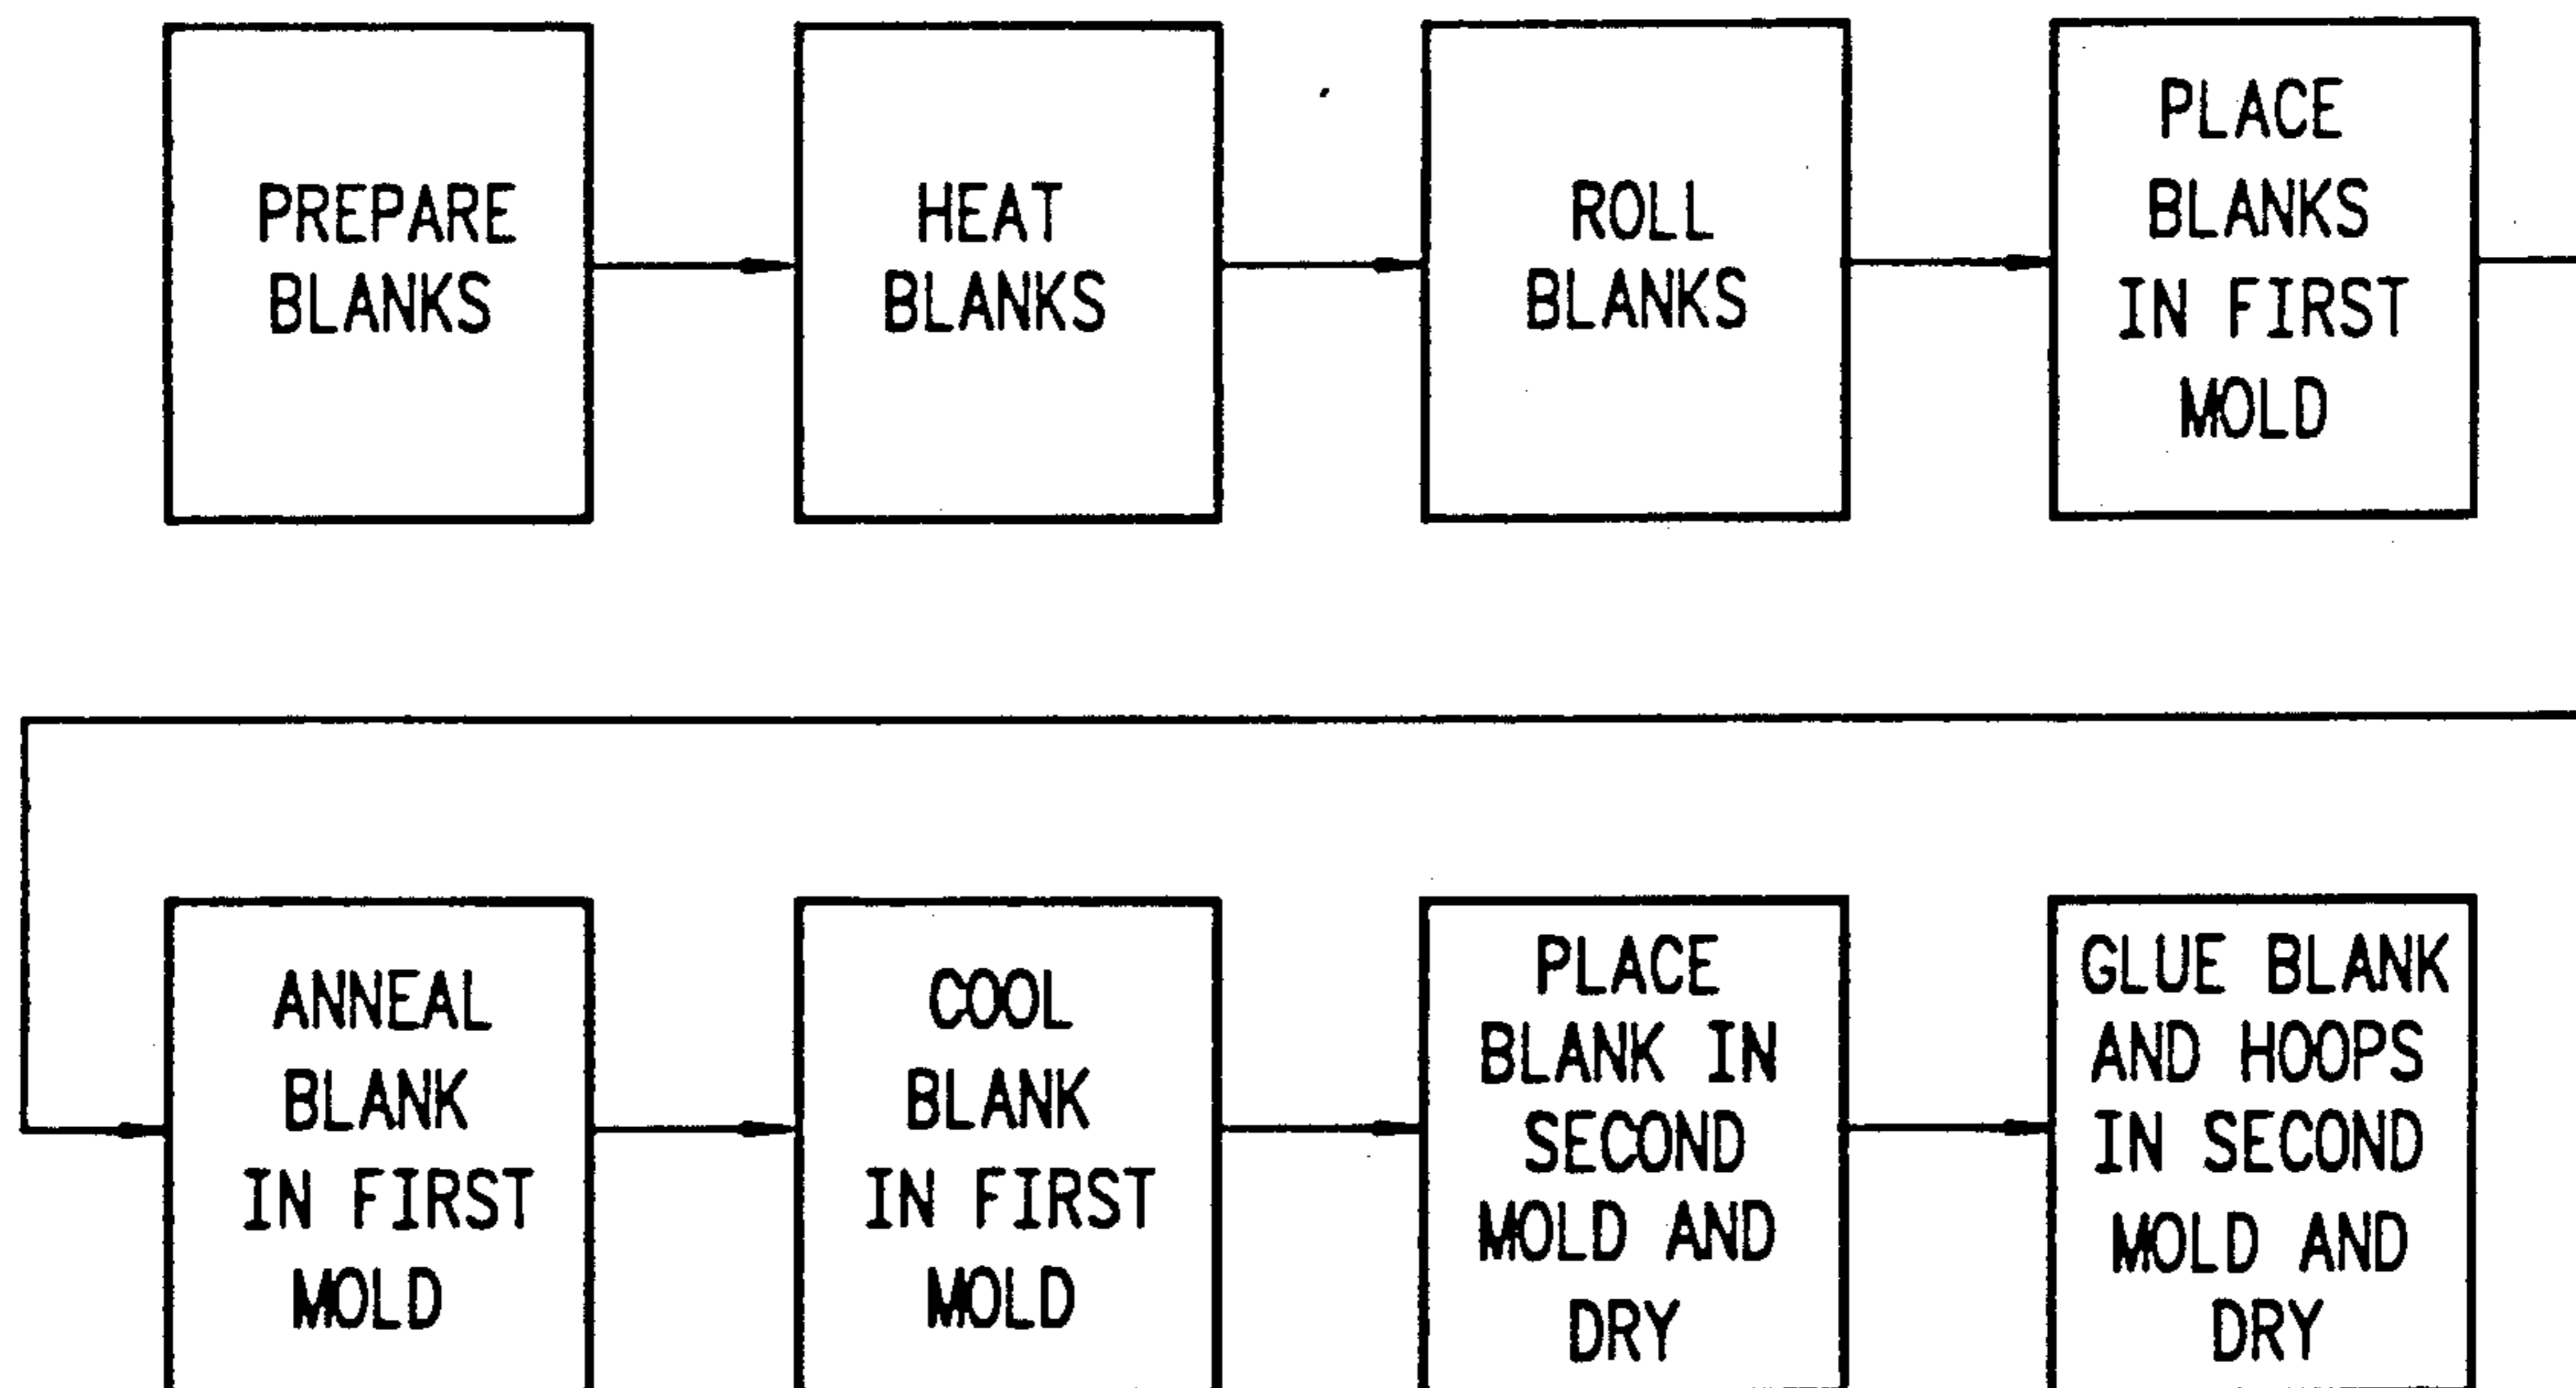 PREPARE
BLANKS
HEAT
BLANKS
ROLL
BLANKS
PLACE
BLANKS
IN FIRST
MOLD
ANNEAL
BLANK
IN FIRST
MOLD
COOL
BLANK
IN FIRST
MOLD
PLACE
BLANK IN
SECOND
MOLD AND
DRY
GLUE BLANK
AND HOOPS
IN SECOND
MOLD AND
DRY